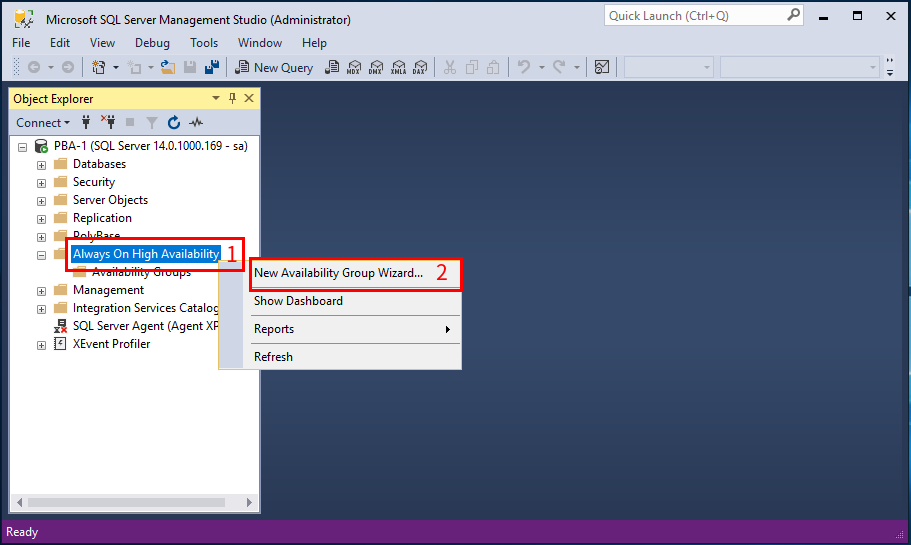 Microsoft SQL Server Management Studio (Administrator)
Quick Launch (Ctrl+Q)
File Edit View Debug Tools Window Help
New Query MDX DMX XMLA DAX
Object Explorer
Connect
PBA-1 (SQL Server 14.0.1000.169 - sa)
Databases
Security
Server Objects
Replication
PolyBase
Always On High Availability 1
Availability Groups
New Availability Group Wizard... 2
Management
Show Dashboard
Integration Services Catalog
SQL Server Agent (Agent XP
Reports
XEvent Profiler
Refresh
Ready